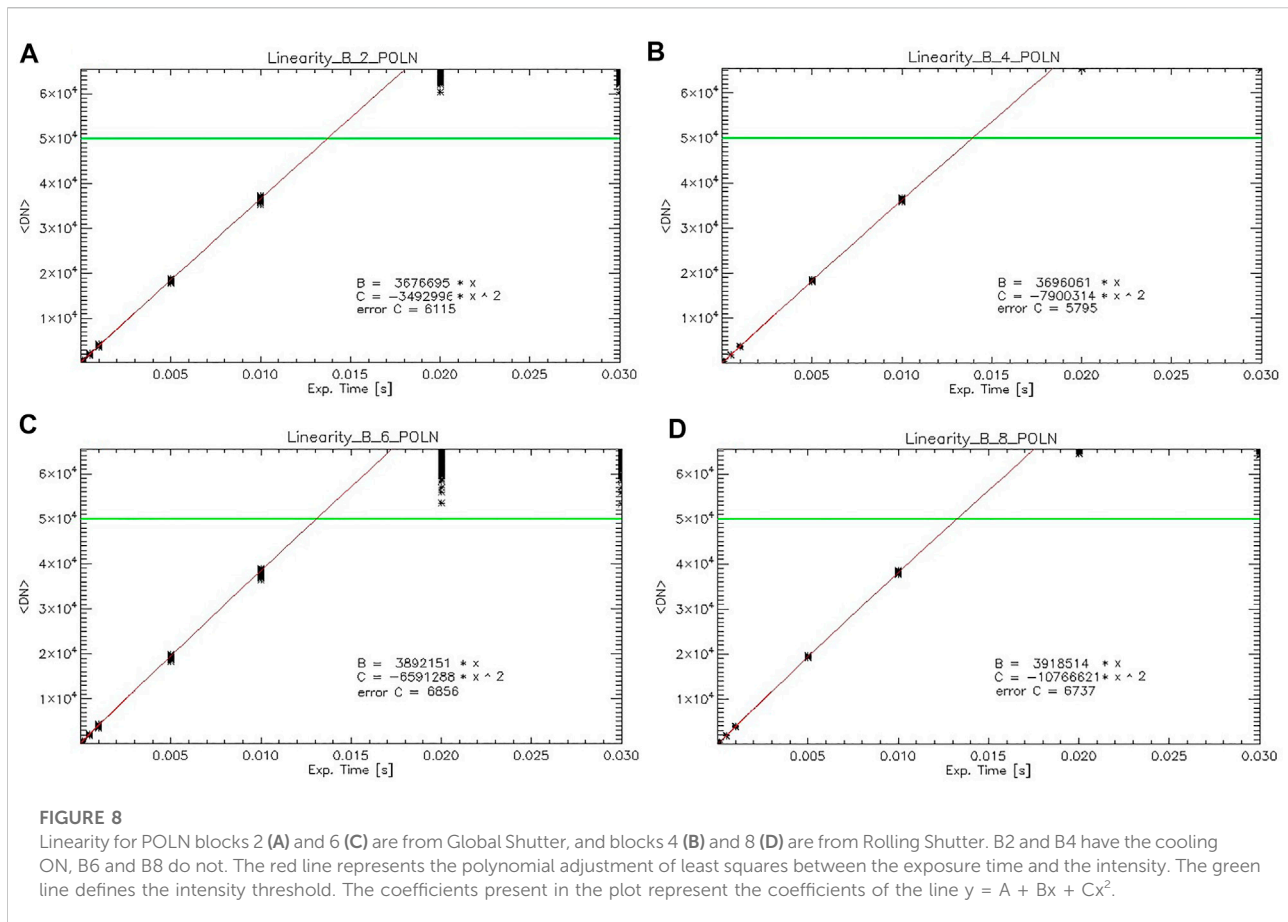 A
Linearity_B_2_POLN
6×10⁴
5×10⁴
4×10⁴
3×10⁴
2×10⁴
1×10⁴
<DN>
B = 3676695 * x
C = -3492996 * x ^ 2
error C = 6115
0.005 0.010 0.015 0.020 0.025 0.030
Exp. Time [s]
B
Linearity_B_4_POLN
6×10⁴
5×10⁴
4×10⁴
3×10⁴
2×10⁴
1×10⁴
<DN>
B = 3696061 * x
C = -7900314 * x ^ 2
error C = 5795
0.005 0.010 0.015 0.020 0.025 0.030
Exp. Time [s]
C
Linearity_B_6_POLN
6×10⁴
5×10⁴
4×10⁴
3×10⁴
2×10⁴
1×10⁴
<DN>
B = 3892151 * x
C = -6591288 * x ^ 2
error C = 6856
0.005 0.010 0.015 0.020 0.025 0.030
Exp. Time [s]
D
Linearity_B_8_POLN
6×10⁴
5×10⁴
4×10⁴
3×10⁴
2×10⁴
1×10⁴
<DN>
B = 3918514 * x
C = -10766621 * x ^ 2
error C = 6737
0.005 0.010 0.015 0.020 0.025 0.030
Exp. Time [s]
FIGURE 8
Linearity for POLN blocks 2 (A) and 6 (C) are from Global Shutter, and blocks 4 (B) and 8 (D) are from Rolling Shutter. B2 and B4 have the cooling
ON, B6 and B8 do not. The red line represents the polynomial adjustment of least squares between the exposure time and the intensity. The green
line defines the intensity threshold. The coefficients present in the plot represent the coefficients of the line y = A + Bx + Cx².